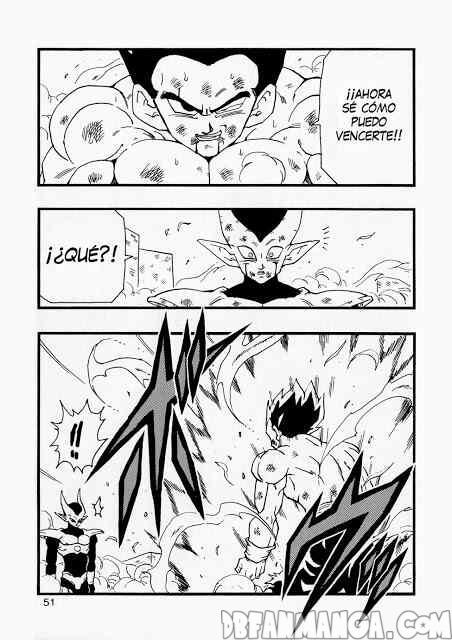 ¡¡AHORA
SÉ CÓMO
PUEDO
VENCERTE!!
¡¿QUÉ?!
!!
51
DBFANMANGA.COM